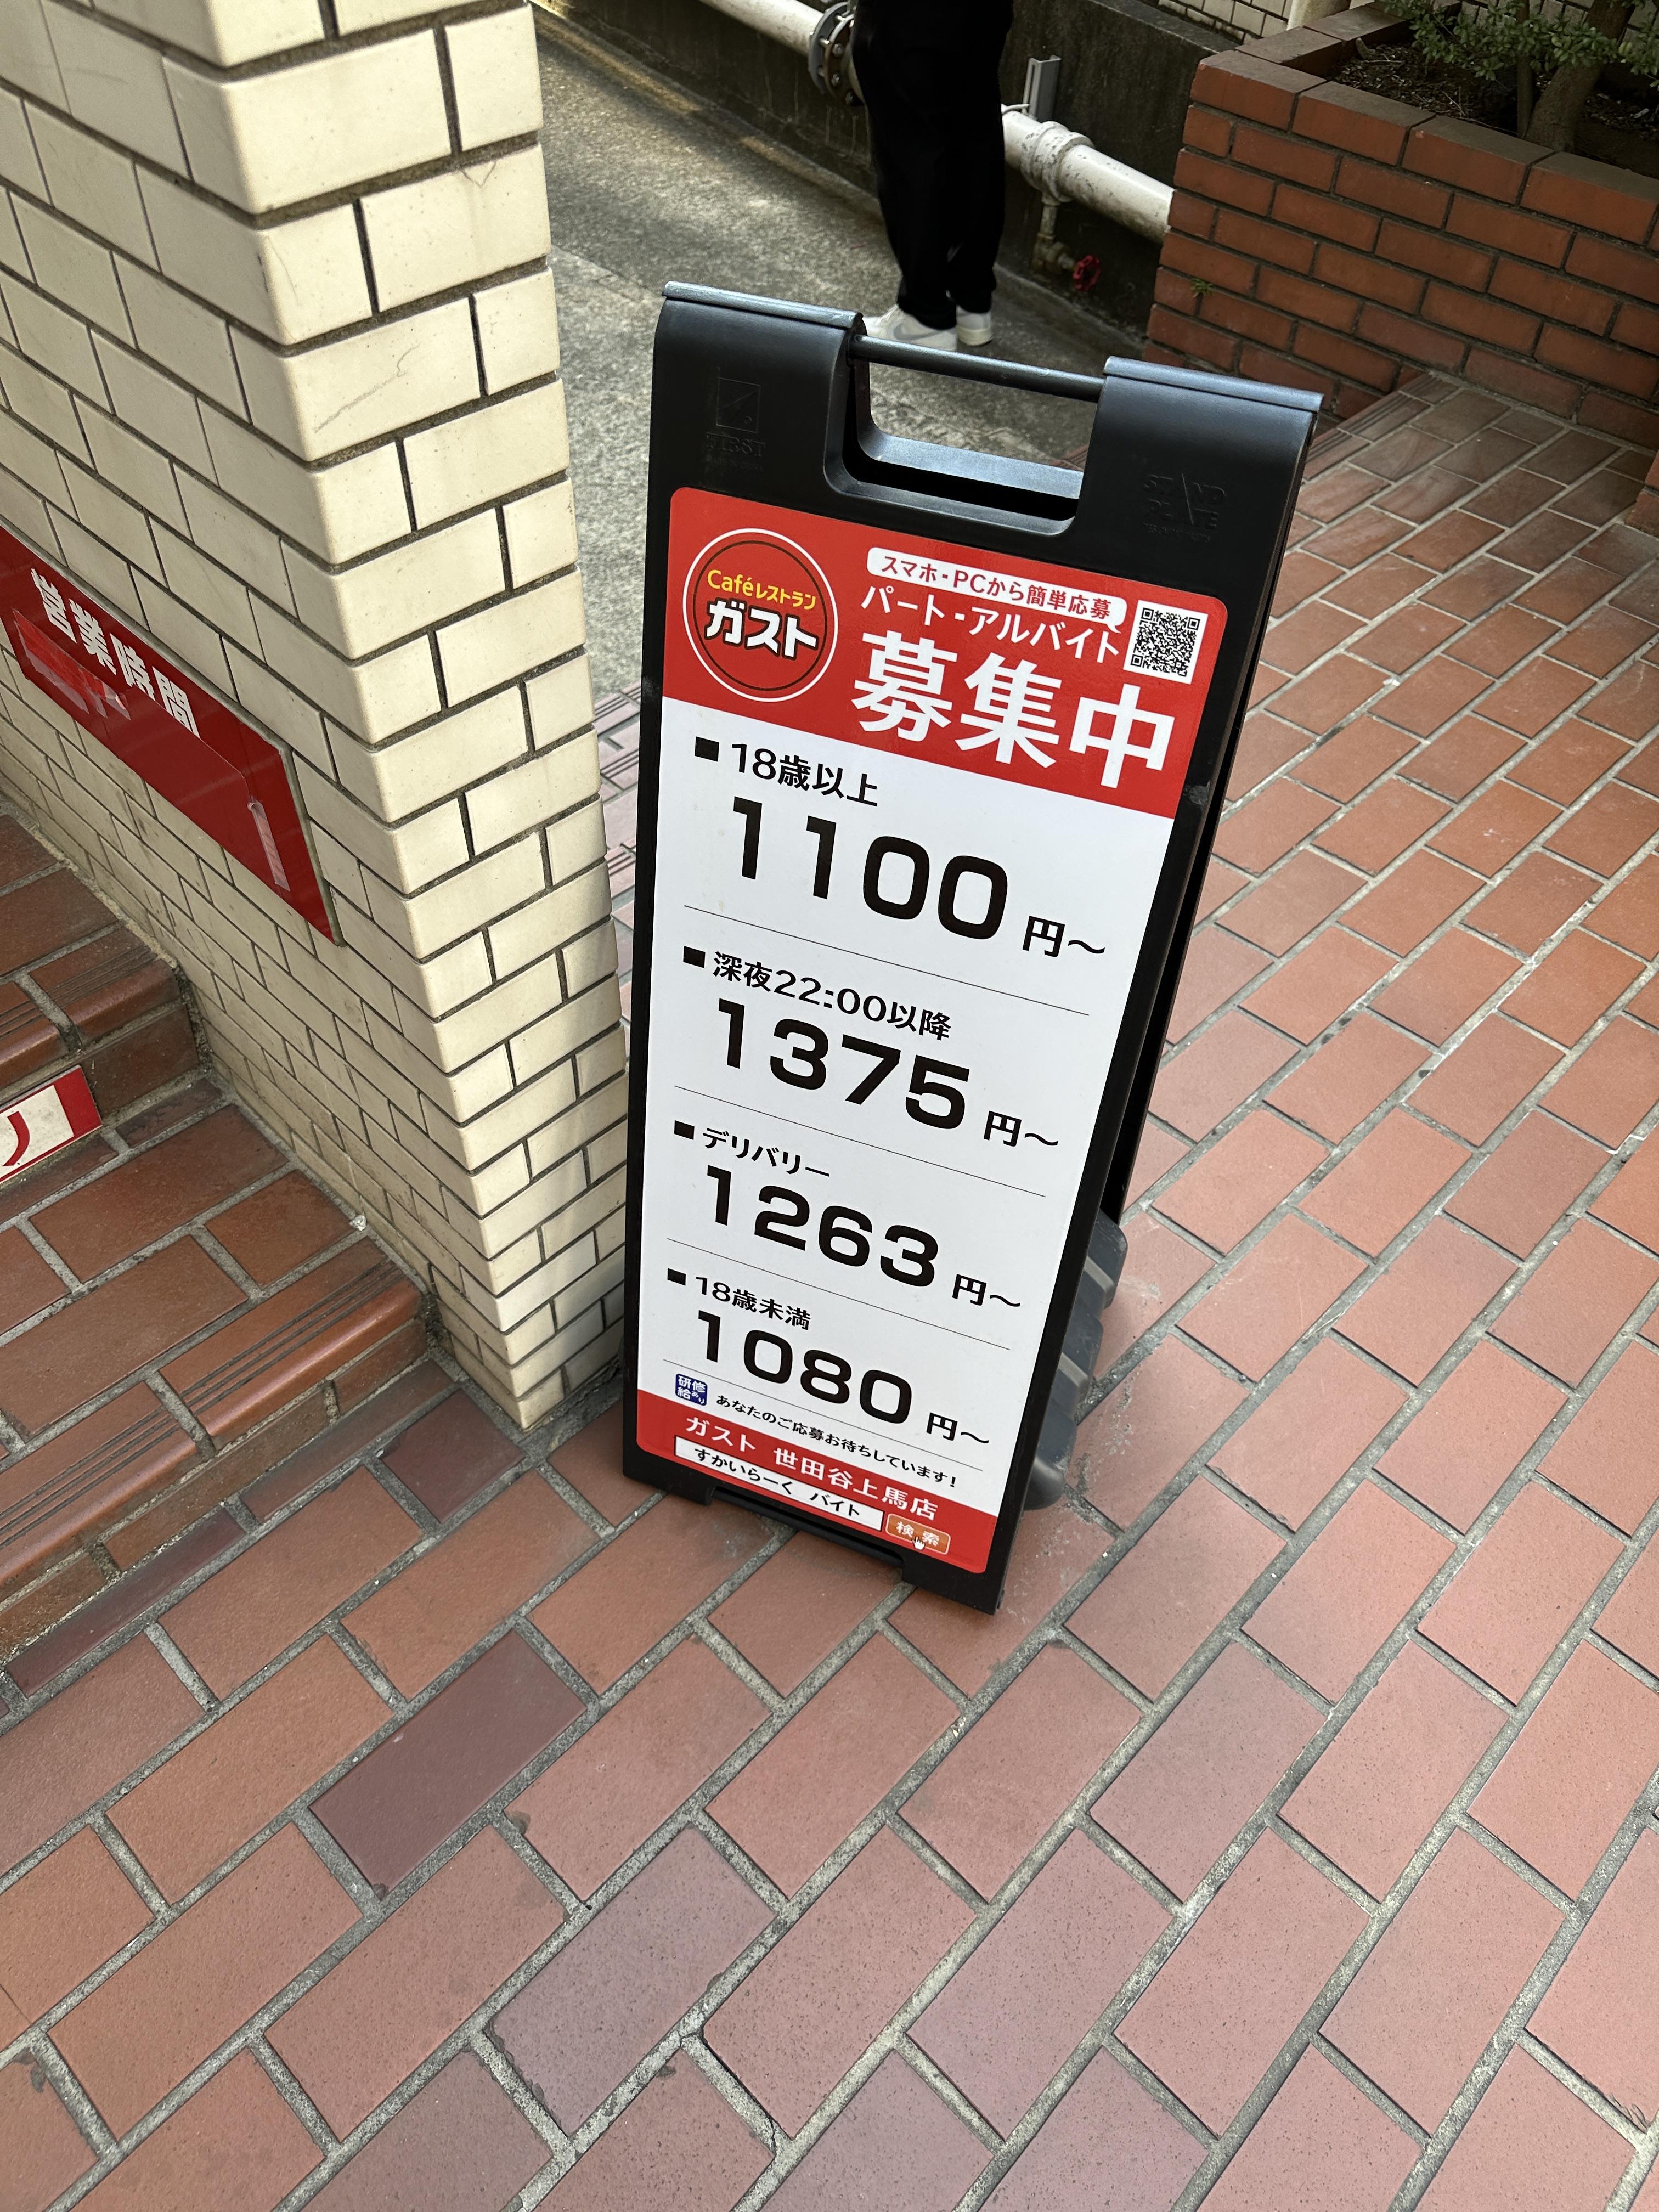 Caféレストラン
ガスト
スマホ・PCから簡単応募
パート・アルバイト
募集中
■18歳以上
1100円～
■深夜22:00以降
1375円～
■デリバリー
1263円～
■18歳未満
1080円～
研修
給あり
あなたのご応募お待ちしています!
ガスト 世田谷上馬店
すかいらーく バイト 検索
営業時間
FIRST
STAND
PLATE